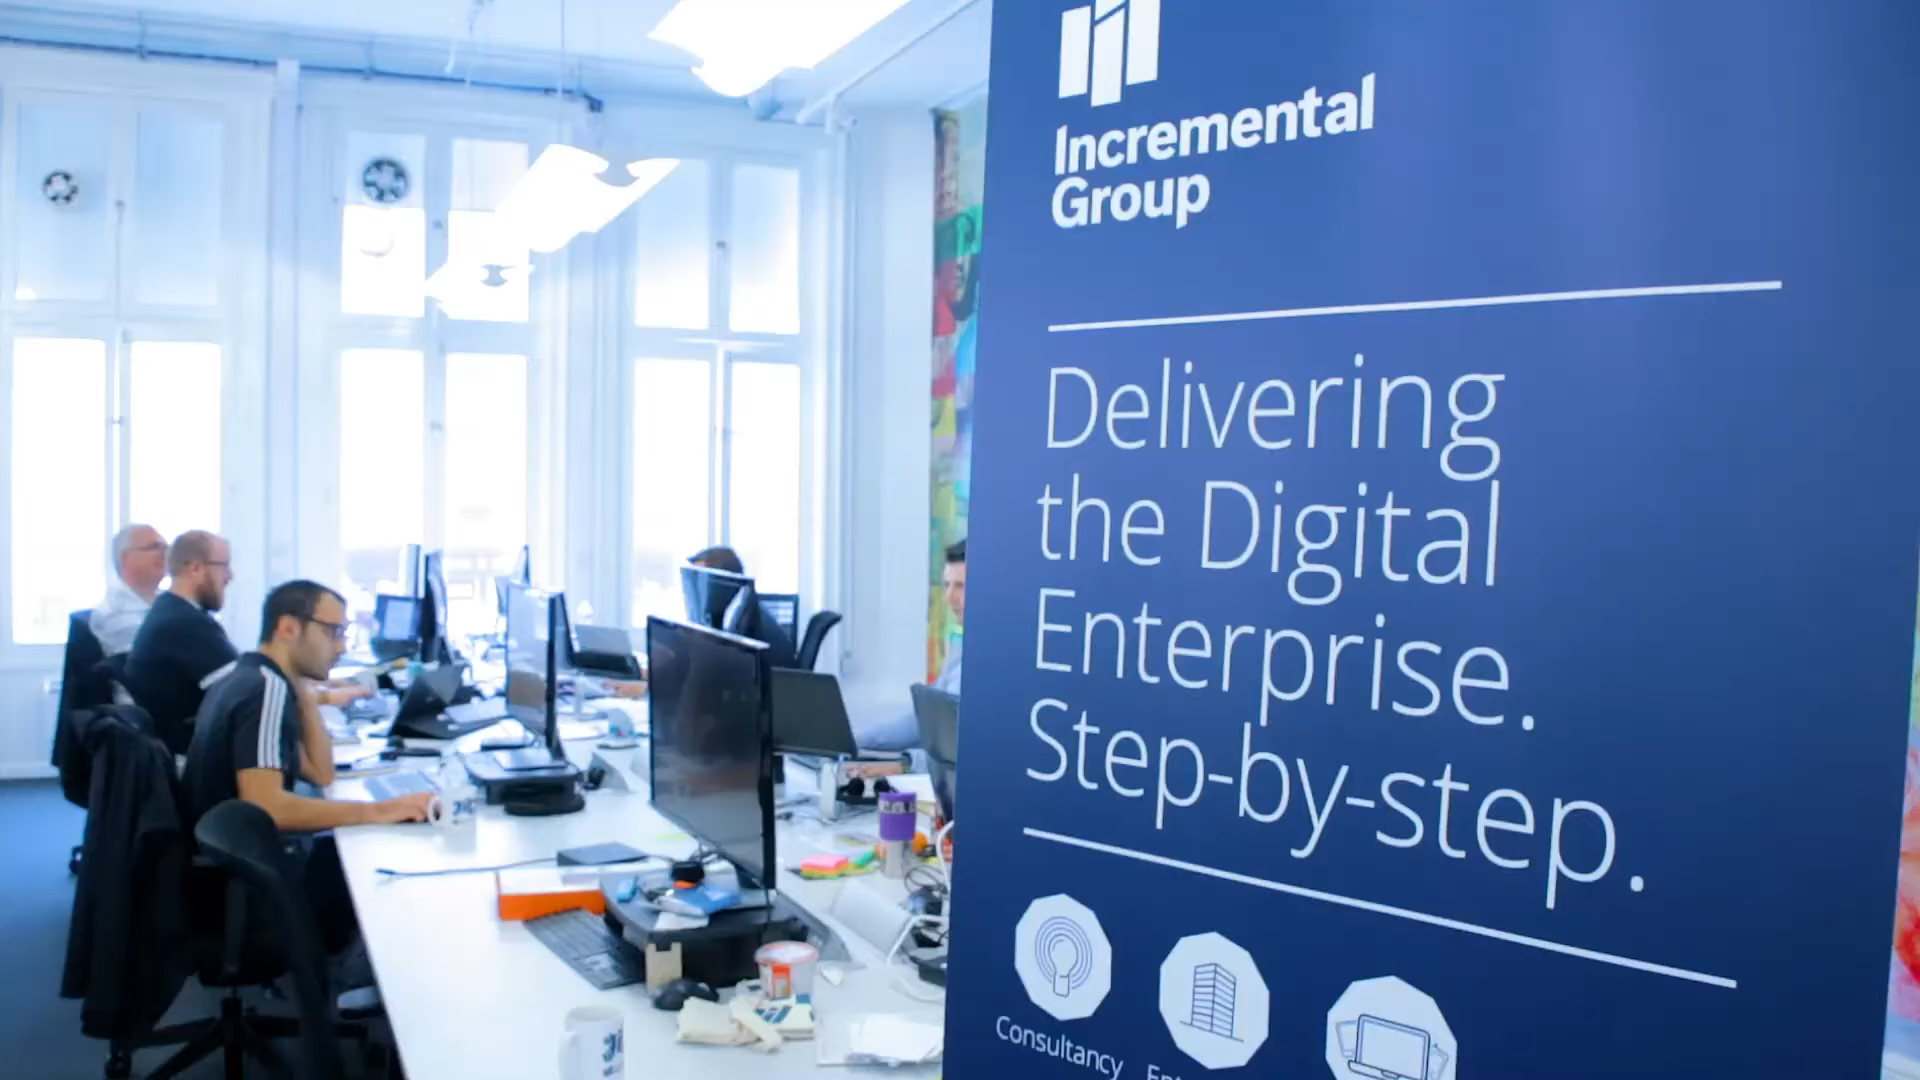 Incremental
Group
Delivering
the Digital
Enterprise.
Step-by-step.
Consultancy